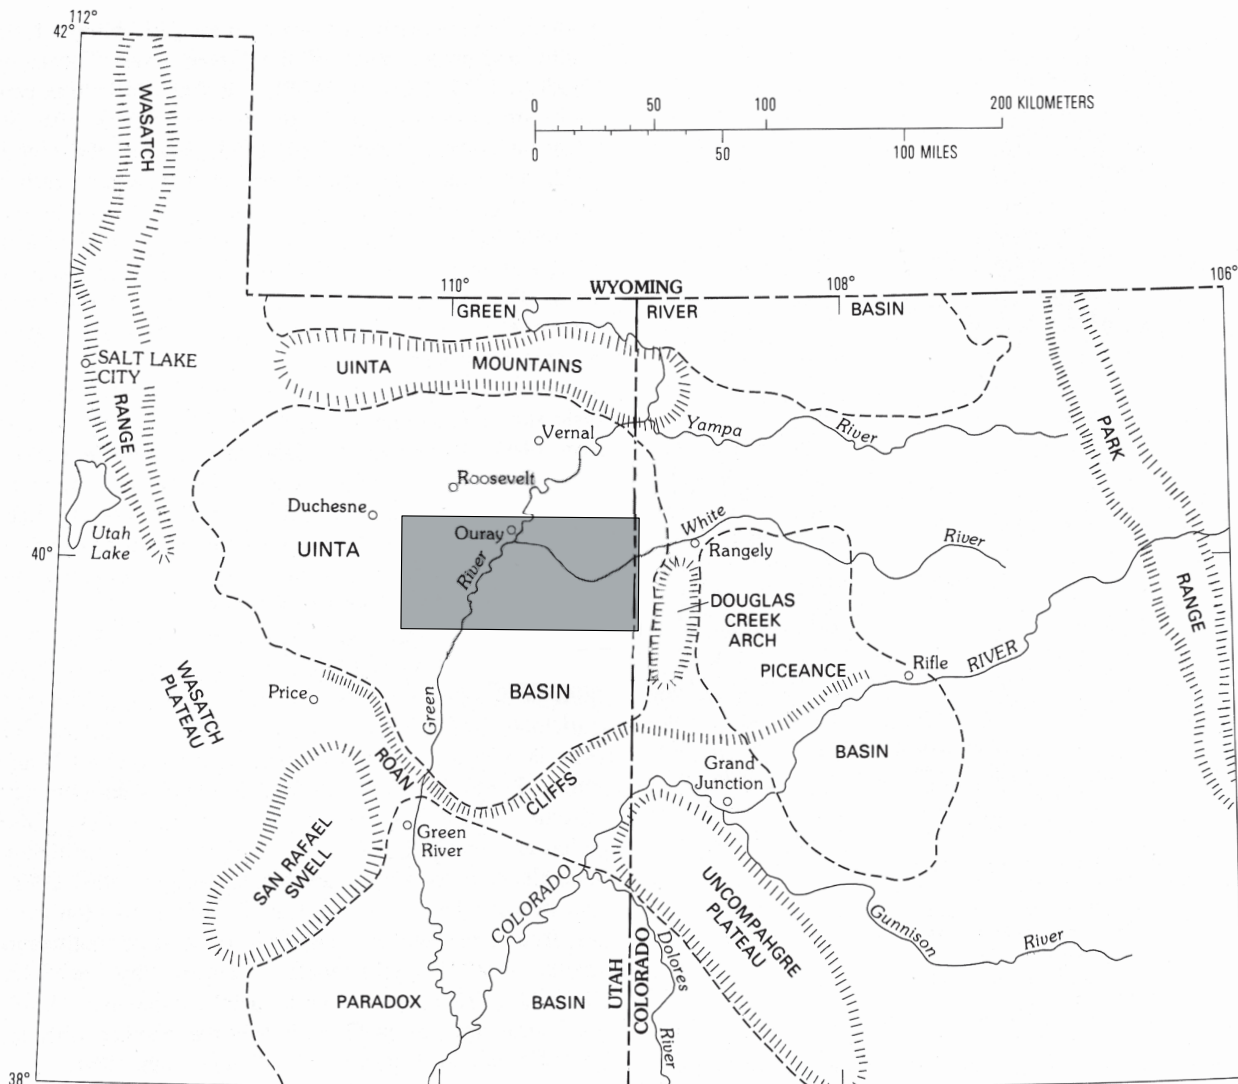 112°
42°
WASATCH
0 50 100 200 KILOMETERS
0 50 100 MILES
106°
110°
WYOMING
108°
GREEN
RIVER
BASIN
SALT LAKE
CITY
UINTA
MOUNTAINS
RANGE
PARK
Vernal
Yampa
River
Roosevelt
Duchesne
Utah
Lake
Ouray
White
River
UINTA
Rangely
40°
River
RANGE
DOUGLAS
CREEK
ARCH
WASATCH
PLATEAU
Price
BASIN
PICEANCE
Rifle
RIVER
Green
ROAN
CLIFFS
Grand
Junction
BASIN
Green
River
SAN RAFAEL
SWELL
COLORADO
UNCOMPAHGRE
PLATEAU
Gunnison
River
UTAH
COLORADO
Dolores
River
PARADOX
BASIN
38°